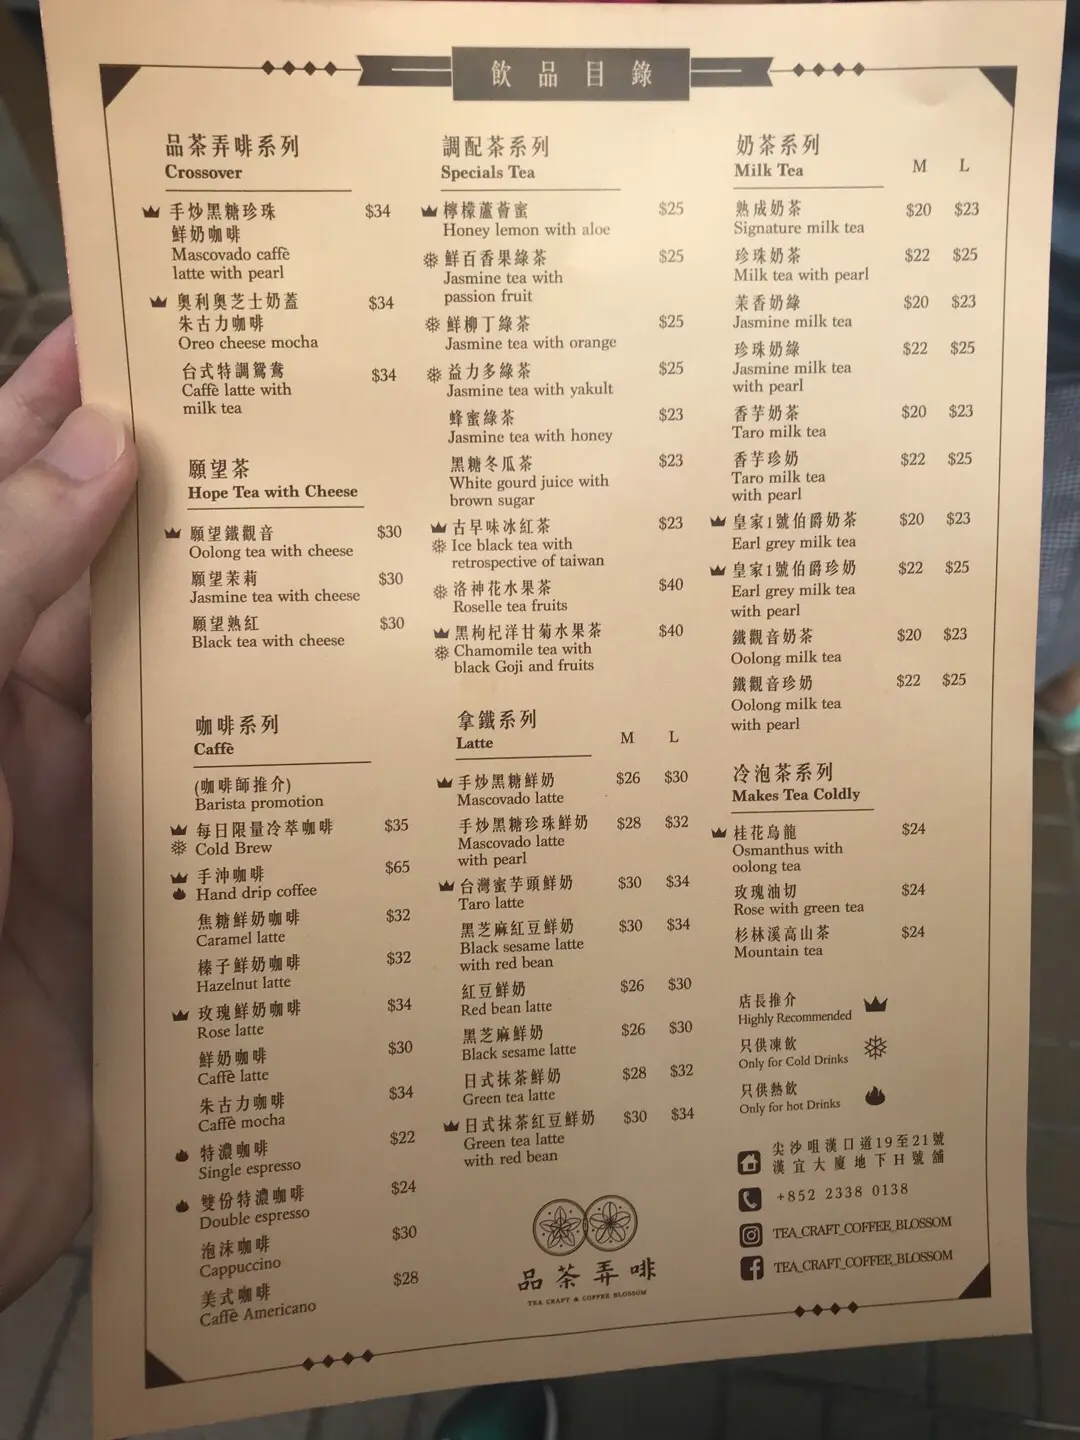 飲品目錄
品茶弄啡系列
Crossover
手炒黑糖珍珠 $34
鮮奶咖啡
Mascovado caffè
latte with pearl
奧利奧芝士奶蓋 $34
朱古力咖啡
Oreo cheese mocha
台式特調鴛鴦 $34
Caffè latte with
milk tea
願望茶
Hope Tea with Cheese
願望鐵觀音 $30
Oolong tea with cheese
願望茉莉 $30
Jasmine tea with cheese
願望熟紅 $30
Black tea with cheese
咖啡系列
Caffè
(咖啡師推介)
Barista promotion
每日限量冷萃咖啡 $35
Cold Brew
手沖咖啡 $65
Hand drip coffee
焦糖鮮奶咖啡 $32
Caramel latte
榛子鮮奶咖啡 $32
Hazelnut latte
玫瑰鮮奶咖啡 $34
Rose latte
鮮奶咖啡 $30
Caffè latte
朱古力咖啡 $34
Caffè mocha
特濃咖啡 $22
Single espresso
雙份特濃咖啡 $24
Double espresso
泡沫咖啡 $30
Cappuccino
美式咖啡 $28
Caffè Americano
調配茶系列
Specials Tea
檸檬蘆薈蜜 $25
Honey lemon with aloe
鮮百香果綠茶 $25
Jasmine tea with
passion fruit
鮮柳丁綠茶 $25
Jasmine tea with orange
益力多綠茶 $25
Jasmine tea with yakult
蜂蜜綠茶 $23
Jasmine tea with honey
黑糖冬瓜茶 $23
White gourd juice with
brown sugar
古早味冰紅茶 $23
Ice black tea with
retrospective of taiwan
洛神花水果茶 $40
Roselle tea fruits
黑枸杞洋甘菊水果茶 $40
Chamomile tea with
black Goji and fruits
拿鐵系列
Latte M L
手炒黑糖鮮奶 $26 $30
Mascovado latte
手炒黑糖珍珠鮮奶 $28 $32
Mascovado latte
with pearl
台灣蜜芋頭鮮奶 $30 $34
Taro latte
黑芝麻紅豆鮮奶 $30 $34
Black sesame latte
with red bean
紅豆鮮奶 $26 $30
Red bean latte
黑芝麻鮮奶 $26 $30
Black sesame latte
日式抹茶鮮奶 $28 $32
Green tea latte
日式抹茶紅豆鮮奶 $30 $34
Green tea latte
with red bean
品茶弄啡
TEA CRAFT & COFFEE BLOSSOM
奶茶系列
Milk Tea M L
熟成奶茶 $20 $23
Signature milk tea
珍珠奶茶 $22 $25
Milk tea with pearl
茉香奶綠 $20 $23
Jasmine milk tea
珍珠奶綠 $22 $25
Jasmine milk tea
with pearl
香芋奶茶 $20 $23
Taro milk tea
香芋珍奶 $22 $25
Taro milk tea
with pearl
皇家1號伯爵奶茶 $20 $23
Earl grey milk tea
皇家1號伯爵珍奶 $22 $25
Earl grey milk tea
with pearl
鐵觀音奶茶 $20 $23
Oolong milk tea
鐵觀音珍奶 $22 $25
Oolong milk tea
with pearl
冷泡茶系列
Makes Tea Coldly
桂花烏龍 $24
Osmanthus with
oolong tea
玫瑰油切 $24
Rose with green tea
杉林溪高山茶 $24
Mountain tea
店長推介
Highly Recommended
只供凍飲
Only for Cold Drinks
只供熱飲
Only for hot Drinks
尖沙咀漢口道19至21號
漢宜大廈地下H號舖
+852 2338 0138
TEA_CRAFT_COFFEE_BLOSSOM
TEA_CRAFT_COFFEE_BLOSSOM